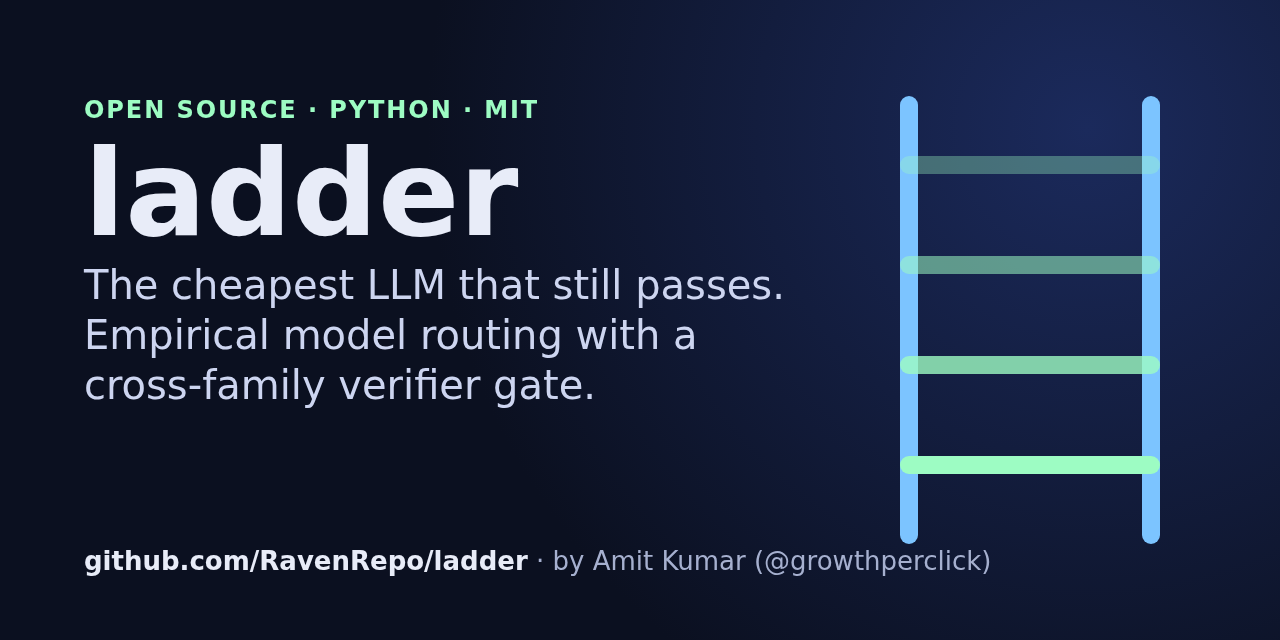 OPEN SOURCE · PYTHON · MIT
ladder
The cheapest LLM that still passes.
Empirical model routing with a
cross-family verifier gate.
github.com/RavenRepo/ladder · by Amit Kumar (@growthperclick)